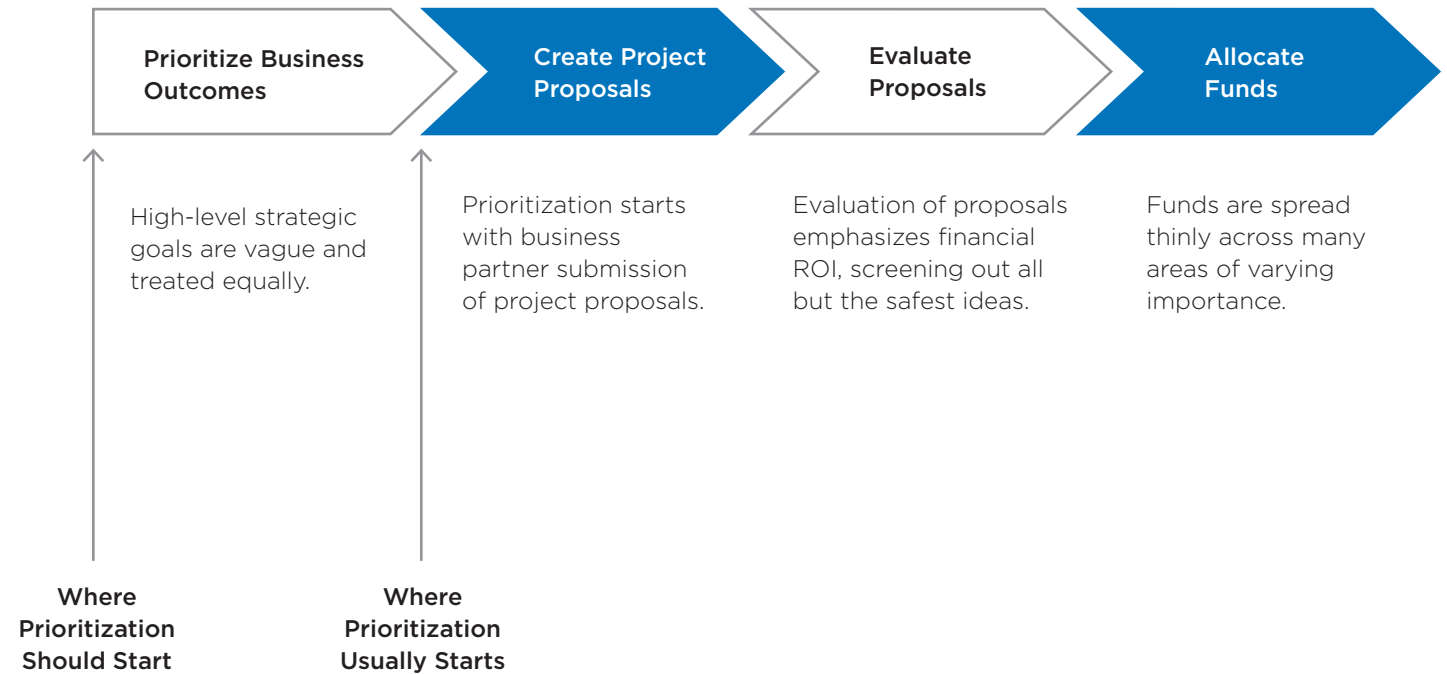 Prioritize Business
Outcomes
Create Project
Proposals
Evaluate
Proposals
Allocate
Funds
High-level strategic
goals are vague and
treated equally.
Prioritization starts
with business
partner submission
of project proposals.
Evaluation of proposals
emphasizes financial
ROI, screening out all
but the safest ideas.
Funds are spread
thinly across many
areas of varying
importance.
Where
Prioritization
Should Start
Where
Prioritization
Usually Starts